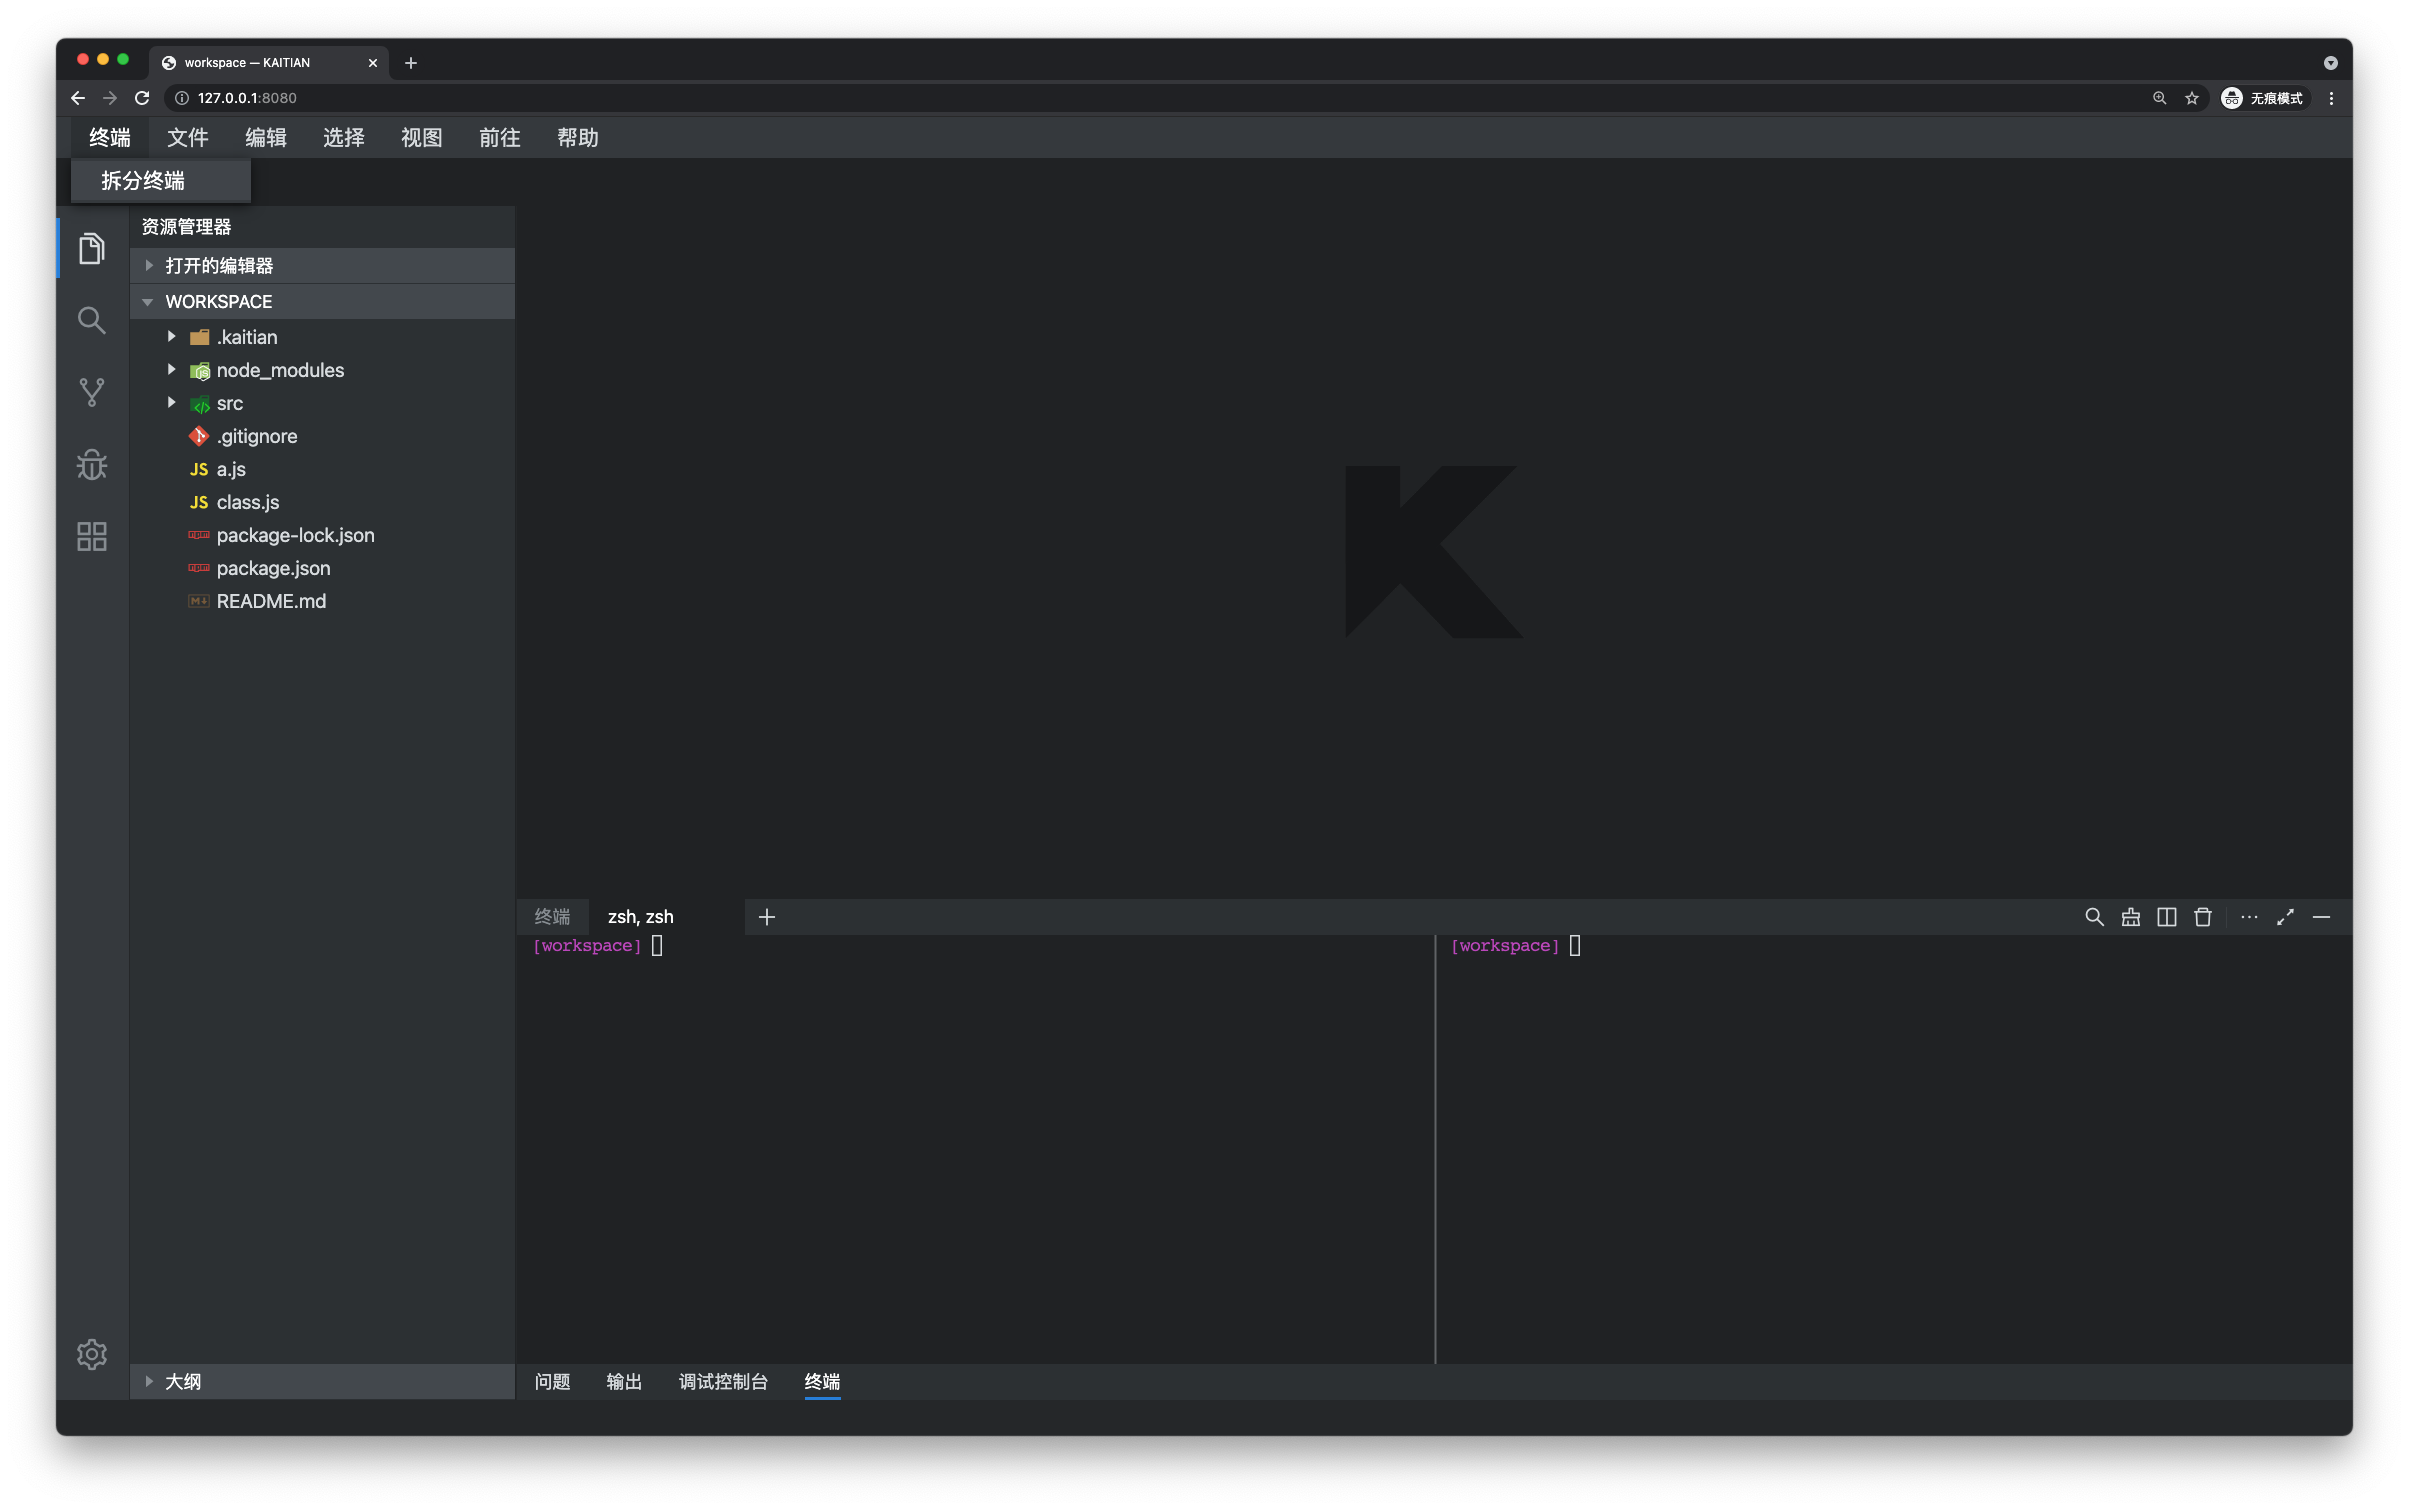 workspace — KAITIAN
127.0.0.1:8080
无痕模式
终端 文件 编辑 选择 视图 前往 帮助
拆分终端
资源管理器
打开的编辑器
WORKSPACE
.kaitian
node_modules
src
.gitignore
JS a.js
JS class.js
package-lock.json
package.json
M README.md
终端 zsh, zsh
[workspace] [workspace]
大纲 问题 输出 调试控制台 终端